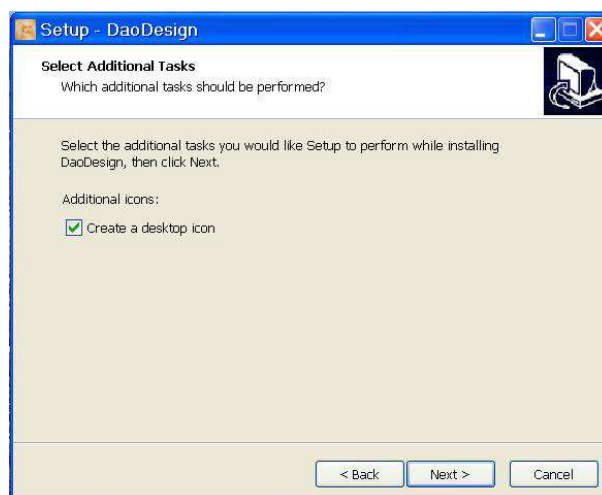 Setup - DaoDesign
Select Additional Tasks
Which additional tasks should be performed?
Select the additional tasks you would like Setup to perform while installing
DaoDesign, then click Next.
Additional icons:
Create a desktop icon
< Back
Next >
Cancel